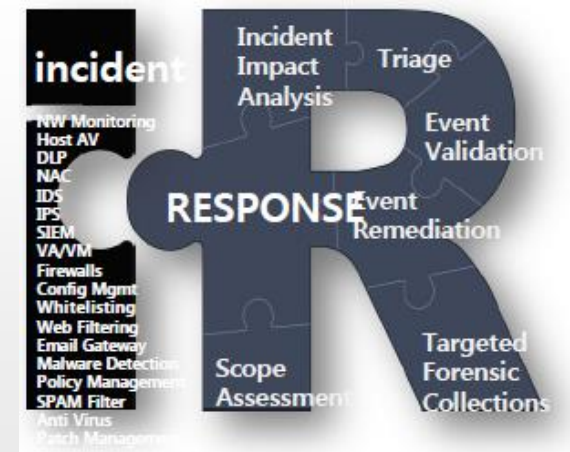 incident
NW Monitoring
Host AV
DLP
NAC
IDS
IPS
SIEM
VA/VM
Firewalls
Config Mgmt
Whitelisting
Web Filtering
Email Gateway
Malware Detection
Policy Management
SPAM Filter
Anti Virus
Patch Management
Incident
Impact
Analysis
Triage
Event
Validation
RESPONSE
Event
Remediation
Scope
Assessment
Targeted
Forensic
Collections